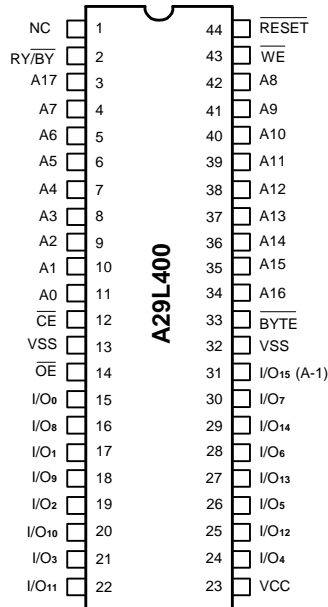 NC 1 44 RESET
RY/BY 2 43 WE
A17 3 42 A8
A7 4 41 A9
A6 5 40 A10
A5 6 39 A11
A4 7 38 A12
A3 8 37 A13
A2 9 36 A14
A1 10 35 A15
A0 11 34 A16
CE 12 33 BYTE
VSS 13 32 VSS
OE 14 31 I/O15 (A-1)
I/O0 15 30 I/O7
I/O8 16 29 I/O14
I/O1 17 28 I/O6
I/O9 18 27 I/O13
I/O2 19 26 I/O5
I/O10 20 25 I/O12
I/O3 21 24 I/O4
I/O11 22 23 VCC
A29L400